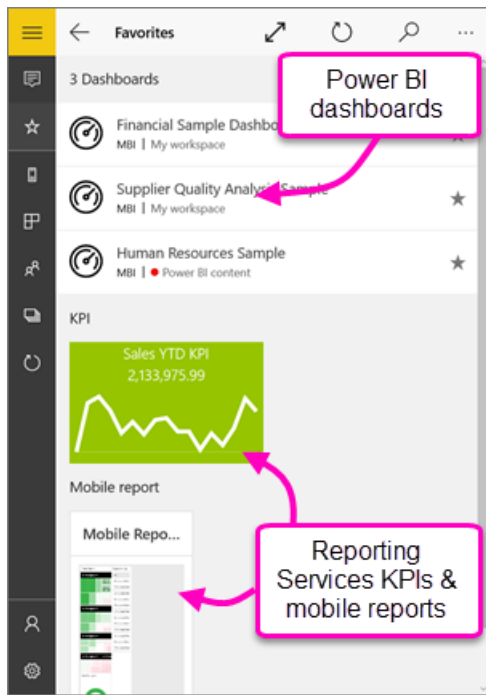 Favorites
3 Dashboards
Power BI
dashboards
Financial Sample Dashbo
MBI | My workspace
Supplier Quality Analysis Sample
MBI | My workspace
Human Resources Sample
MBI | Power BI content
KPI
Sales YTD KPI
2,133,975.99
Mobile report
Mobile Repo...
Reporting
Services KPIs &
mobile reports